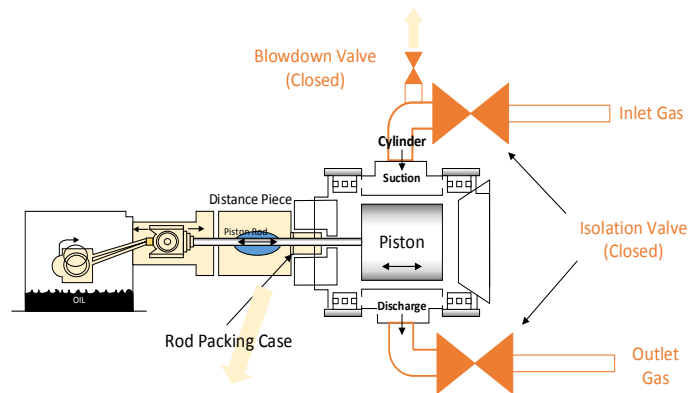 Blowdown Valve
(Closed)
Inlet Gas
Cylinder
Suction
Distance Piece
Piston Rod
Piston
Isolation Valve
(Closed)
OIL
Discharge
Rod Packing Case
Outlet
Gas